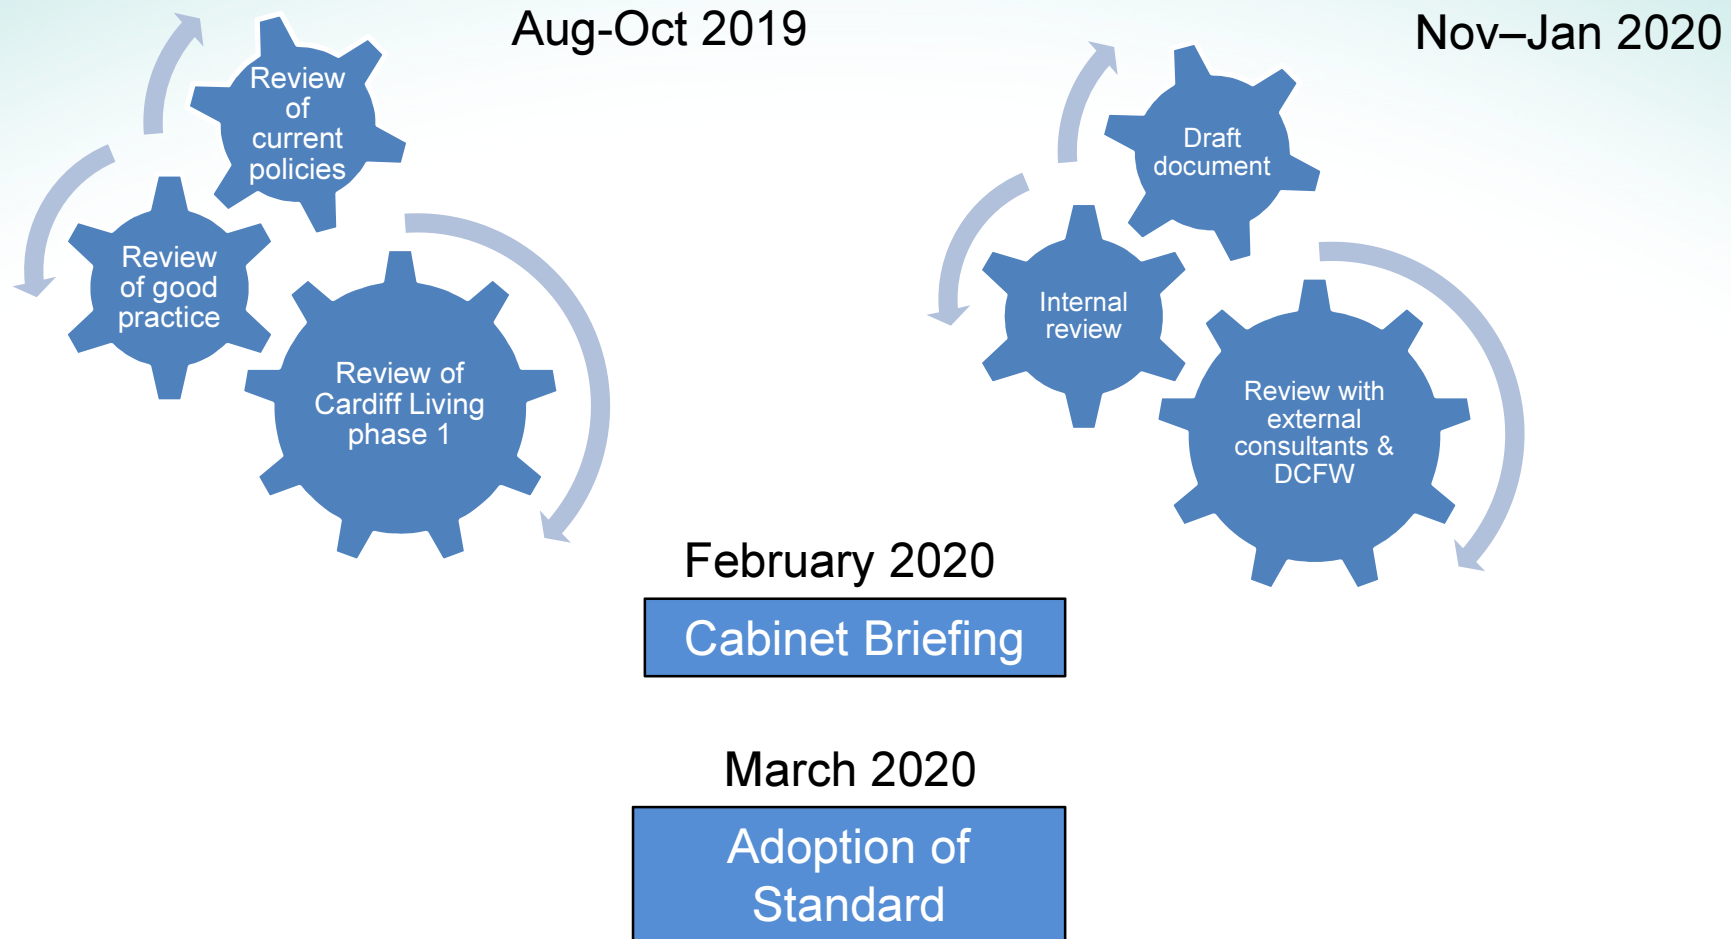 Aug-Oct 2019
Review
of
current
policies
Review
of good
practice
Review of
Cardiff Living
phase 1
Nov–Jan 2020
Draft
document
Internal
review
Review with
external
consultants &
DCFW
February 2020
Cabinet Briefing
March 2020
Adoption of
Standard